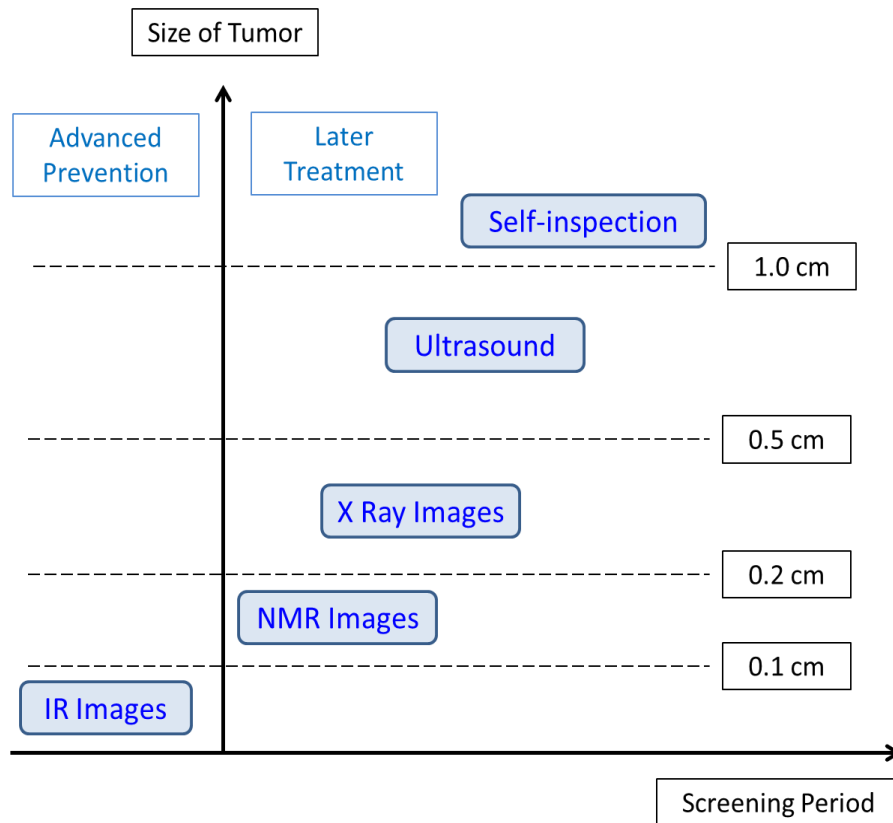 Size of Tumor
Advanced
Prevention
Later
Treatment
Self-inspection
1.0 cm
Ultrasound
0.5 cm
X Ray Images
0.2 cm
NMR Images
0.1 cm
IR Images
Screening Period